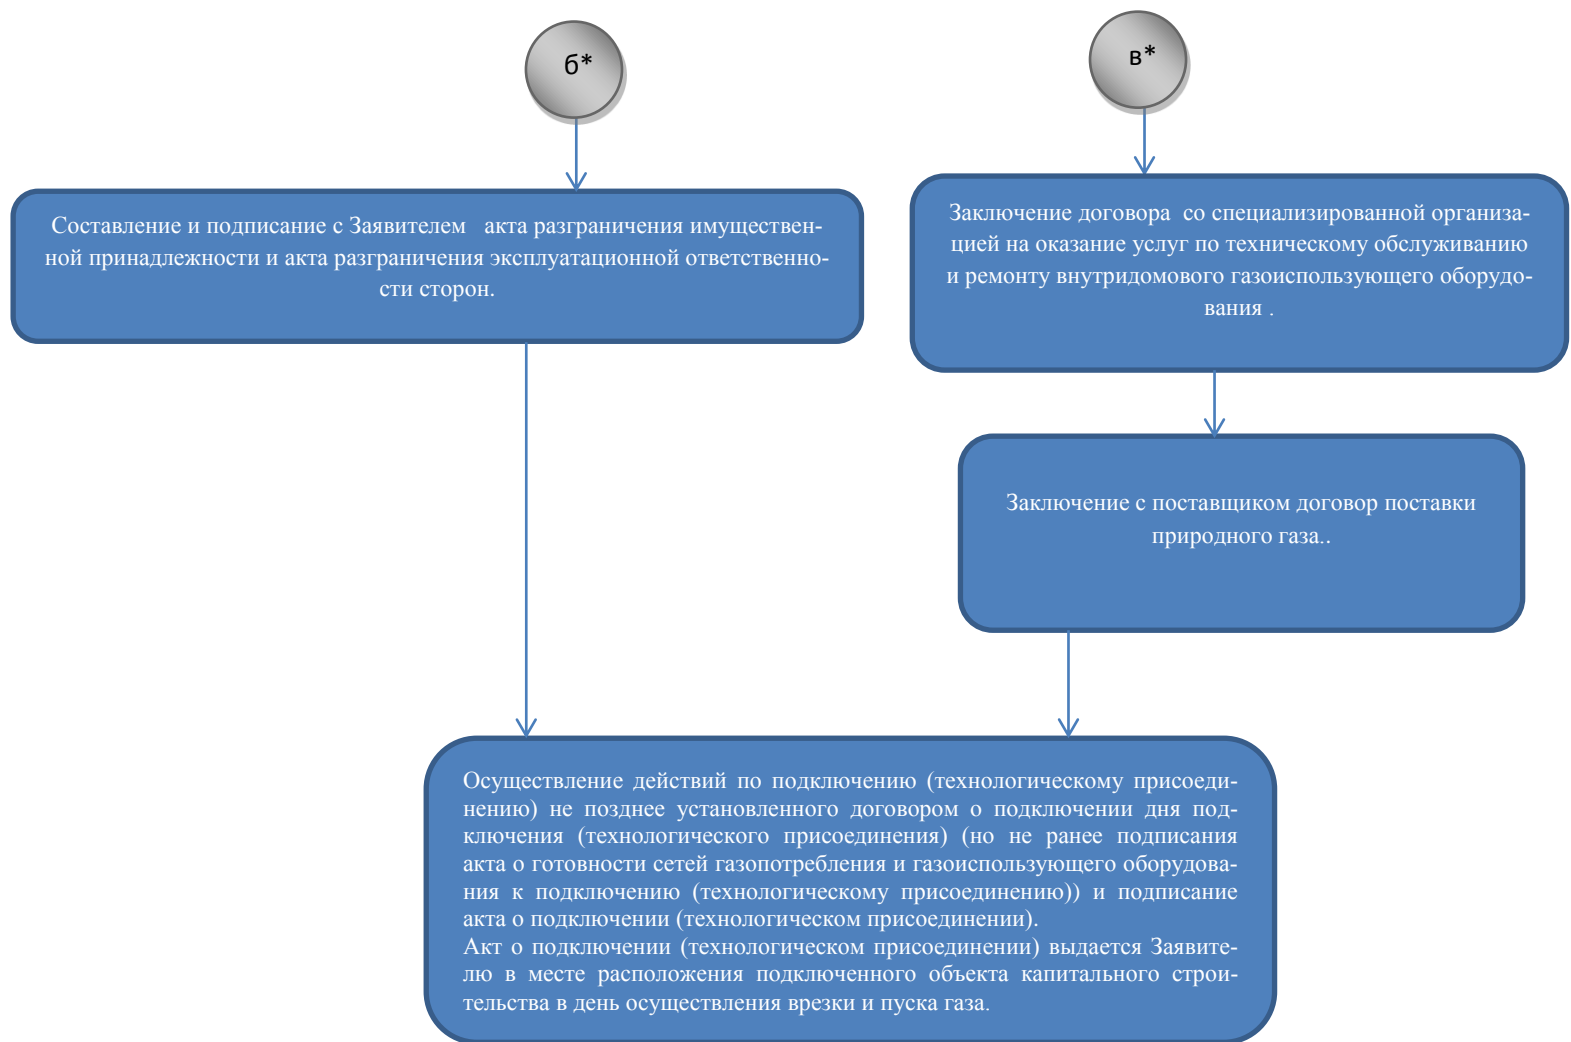 б*
в*
Составление и подписание с Заявителем акта разграничения имуществен-
ной принадлежности и акта разграничения эксплуатационной ответственно-
сти сторон.
Заключение договора со специализированной организа-
цией на оказание услуг по техническому обслуживанию
и ремонту внутридомового газоиспользующего оборудо-
вания .
Заключение с поставщиком договор поставки
природного газа..
Осуществление действий по подключению (технологическому присоеди-
нению) не позднее установленного договором о подключении дня под-
ключения (технологического присоединения) (но не ранее подписания
акта о готовности сетей газопотребления и газоиспользующего оборудова-
ния к подключению (технологическому присоединению)) и подписание
акта о подключении (технологическом присоединении).
Акт о подключении (технологическом присоединении) выдается Заявите-
лю в месте расположения подключенного объекта капитального строи-
тельства в день осуществления врезки и пуска газа.